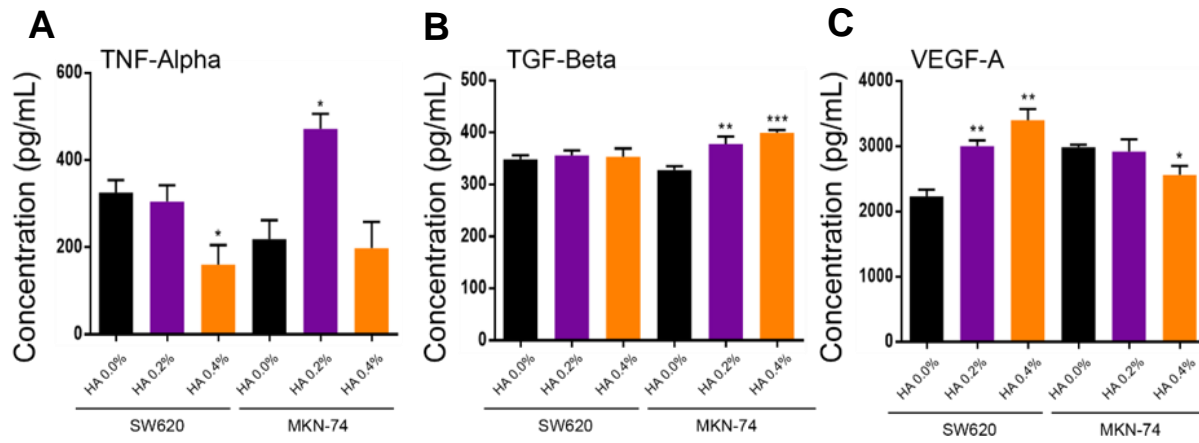 A
TNF-Alpha
Concentration (pg/mL)
600
400
200
0
*
*
HA 0.0%
HA 0.2%
HA 0.4%
HA 0.0%
HA 0.2%
HA 0.4%
SW620
MKN-74
B
TGF-Beta
Concentration (pg/mL)
500
400
300
200
100
0
**
***
HA 0.0%
HA 0.2%
HA 0.4%
HA 0.0%
HA 0.2%
HA 0.4%
SW620
MKN-74
C
VEGF-A
Concentration (pg/mL)
4000
3000
2000
1000
0
**
**
*
HA 0.0%
HA 0.2%
HA 0.4%
HA 0.0%
HA 0.2%
HA 0.4%
SW620
MKN-74